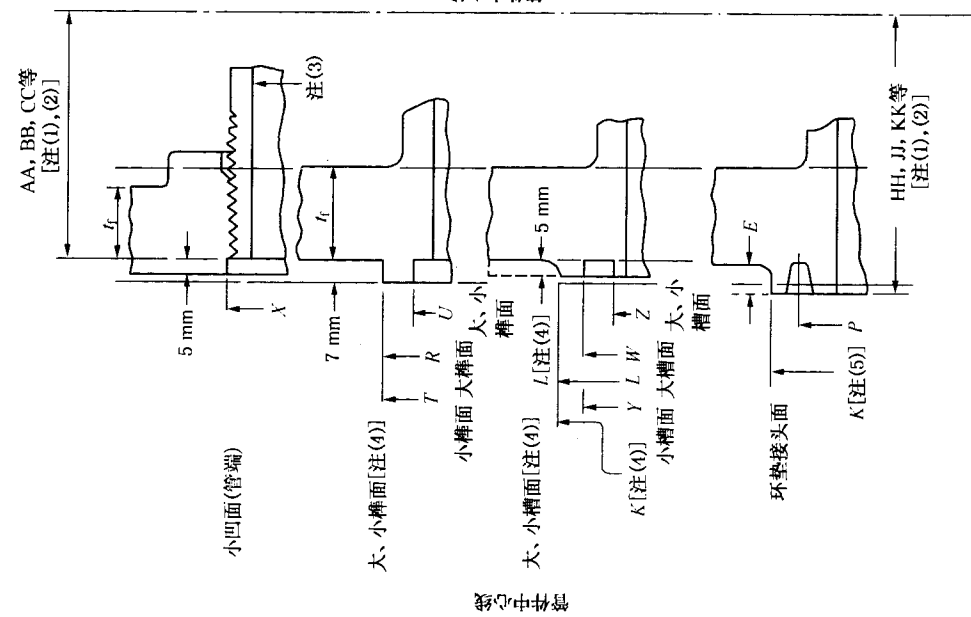 AA, BB, CC等
[注(1),(2)]
t_f
5 mm
X
注(3)
小凹面(管端)
t_f
7 mm
U
R
T
大、小
榫面
小榫面 大榫面
大、小榫面[注(4)]
5 mm
L[注(4)]
Z
W
L
Y
大、小
槽面
小槽面 大槽面
K[注(4)]
大、小槽面[注(4)]
E
P
K[注(5)]
环垫接头面
HH, JJ, KK等
[注(1),(2)]
管件中心线